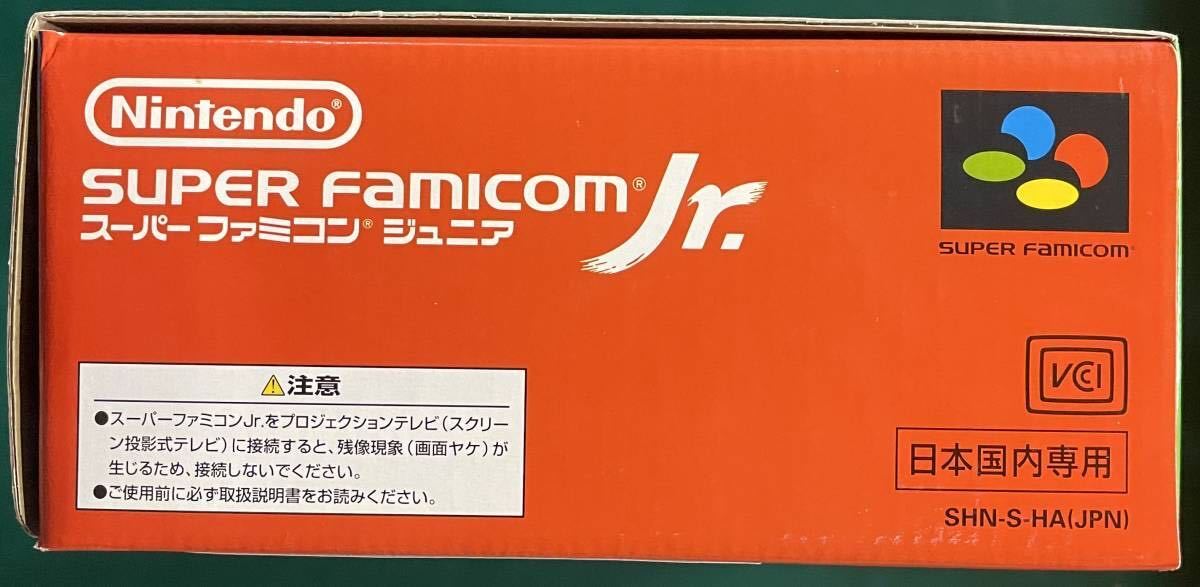 Nintendo®
SUPER FAMICOM® Jr.
スーパーファミコン® ジュニア
SUPER FAMICOM®
⚠注意
●スーパーファミコンJr.をプロジェクションテレビ(スクリー
ン投影式テレビ)に接続すると、残像現象(画面ヤケ)が
生じるため、接続しないでください。
●ご使用前に必ず取扱説明書をお読みください。
VCI
日本国内専用
SHN-S-HA(JPN)